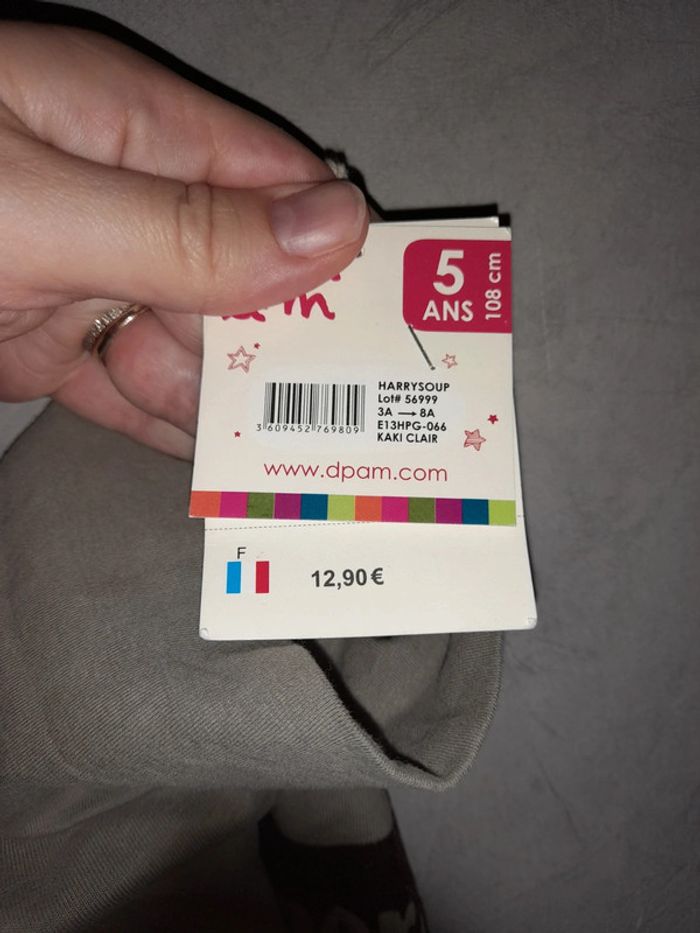 5
ANS
108 cm
HARRYSOUP
Lot# 56999
3A → 8A
E13HPG-066
KAKI CLAIR
3 609452 769809
www.dpam.com
F
12,90€